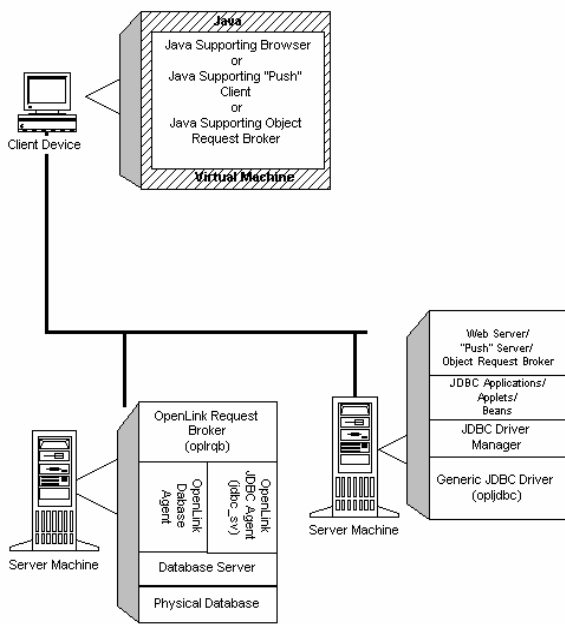 Java
Java Supporting Browser
or
Java Supporting "Push"
Client
or
Java Supporting Object
Request Broker
Virtual Machine
Client Device
Web Server/
"Push" Server/
Object Request Broker
JDBC Applications/
Applets/
Beans
JDBC Driver
Manager
Generic JDBC Driver
(opljdbc)
Server Machine
OpenLink Request
Broker
(oplrqb)
OpenLink
Dabase
Agent
OpenLink
JDBC Agent
(jdbc_sv)
Database Server
Physical Database
Server Machine